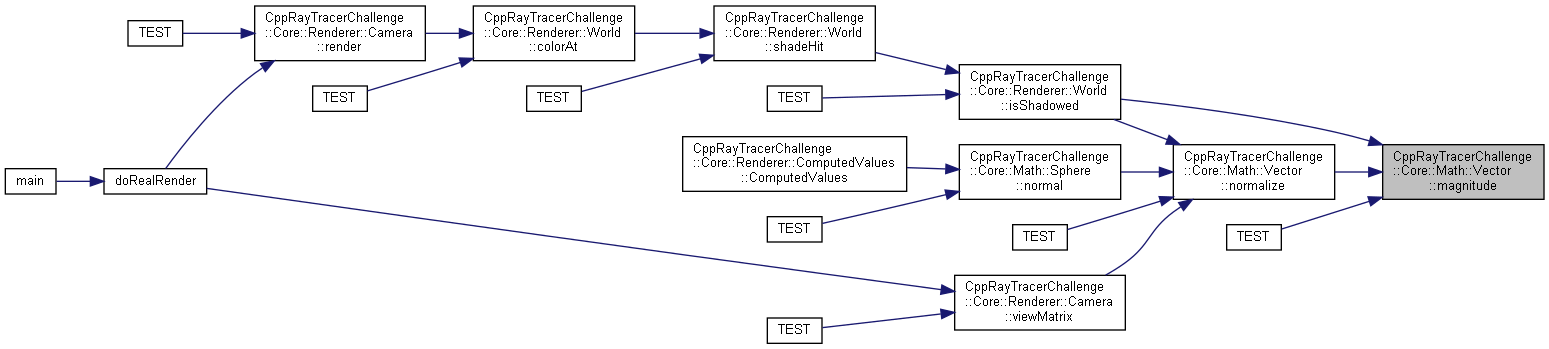 TEST
CppRayTracerChallenge
::Core::Renderer::Camera
::render
CppRayTracerChallenge
::Core::Renderer::World
::colorAt
CppRayTracerChallenge
::Core::Renderer::World
::shadeHit
TEST
TEST
TEST
CppRayTracerChallenge
::Core::Renderer::World
::isShadowed
CppRayTracerChallenge
::Core::Renderer::ComputedValues
::ComputedValues
CppRayTracerChallenge
::Core::Math::Sphere
::normal
CppRayTracerChallenge
::Core::Math::Vector
::normalize
CppRayTracerChallenge
::Core::Math::Vector
::magnitude
main
doRealRender
TEST
TEST
TEST
CppRayTracerChallenge
::Core::Renderer::Camera
::viewMatrix
TEST